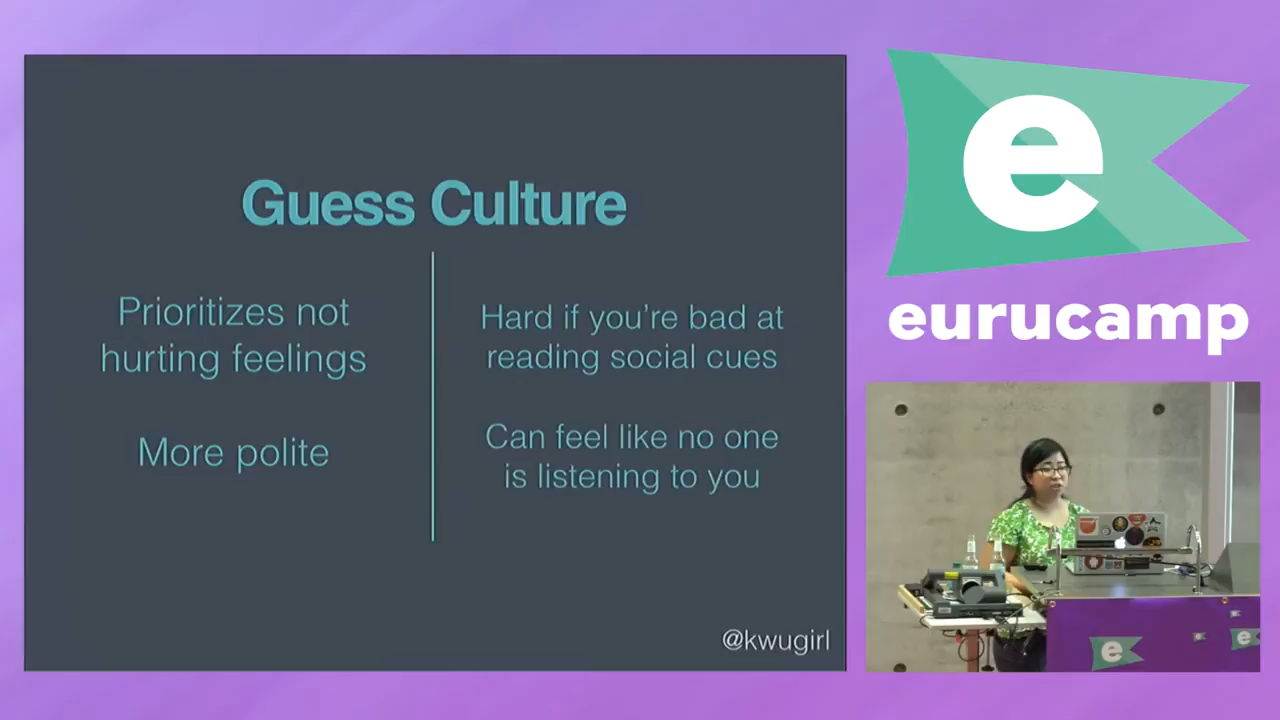 Guess Culture
Prioritizes not
hurting feelings
More polite
Hard if you're bad at
reading social cues
Can feel like no one
is listening to you
@kwugirl
e
eurucamp
e
e